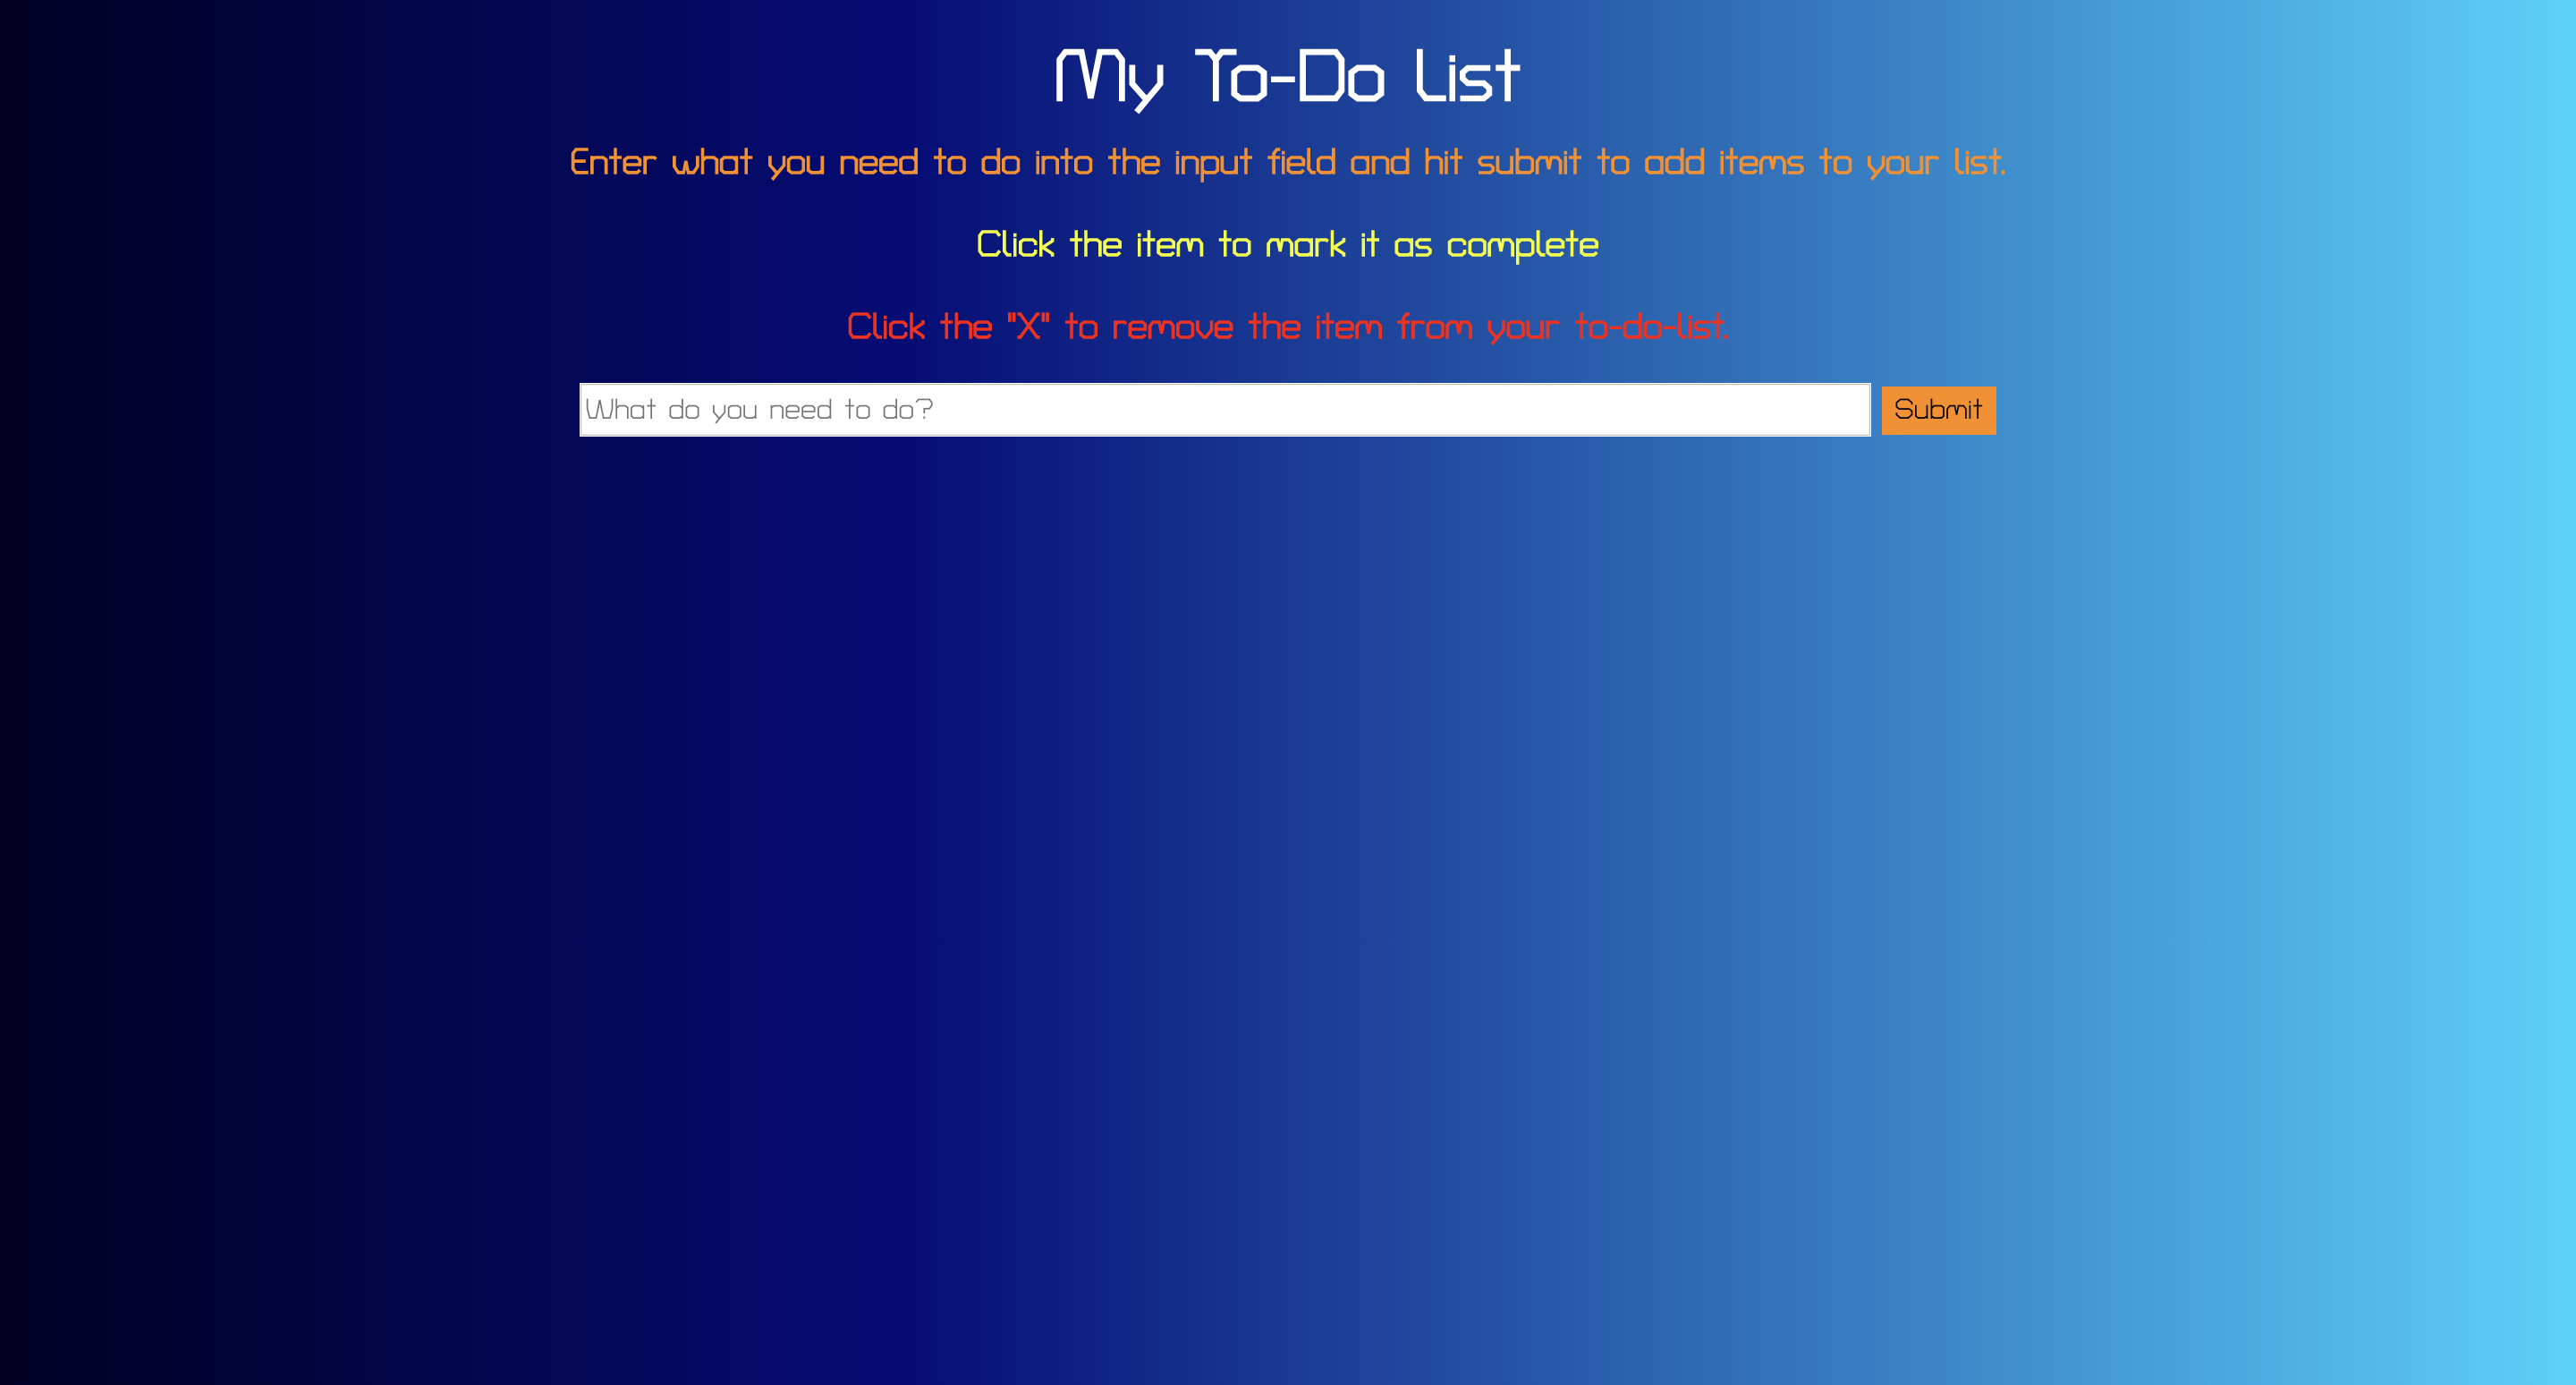 My To-Do List
Enter what you need to do into the input field and hit submit to add items to your list.
Click the item to mark it as complete
Click the "X" to remove the item from your to-do-list.
What do you need to do?
Submit